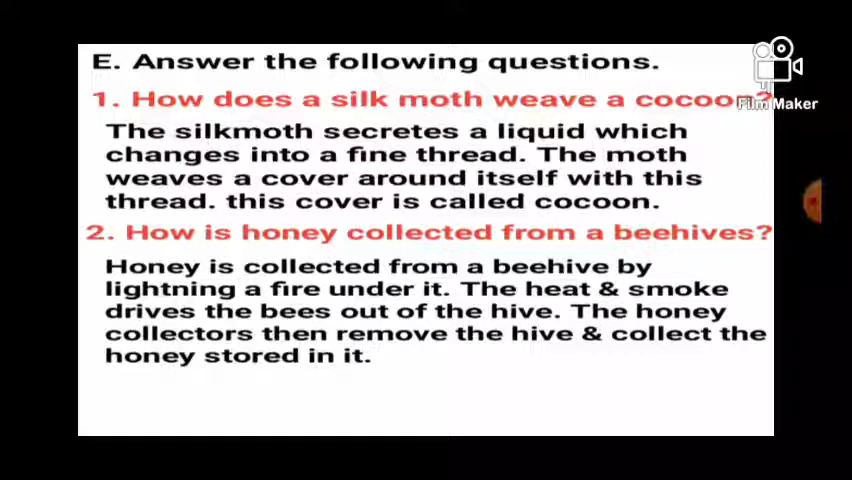 E. Answer the following questions.
1. How does a silk moth weave a cocoon?
Film Maker
The silkmoth secretes a liquid which
changes into a fine thread. The moth
weaves a cover around itself with this
thread. this cover is called cocoon.
2. How is honey collected from a beehives?
Honey is collected from a beehive by
lightning a fire under it. The heat & smoke
drives the bees out of the hive. The honey
collectors then remove the hive & collect the
honey stored in it.